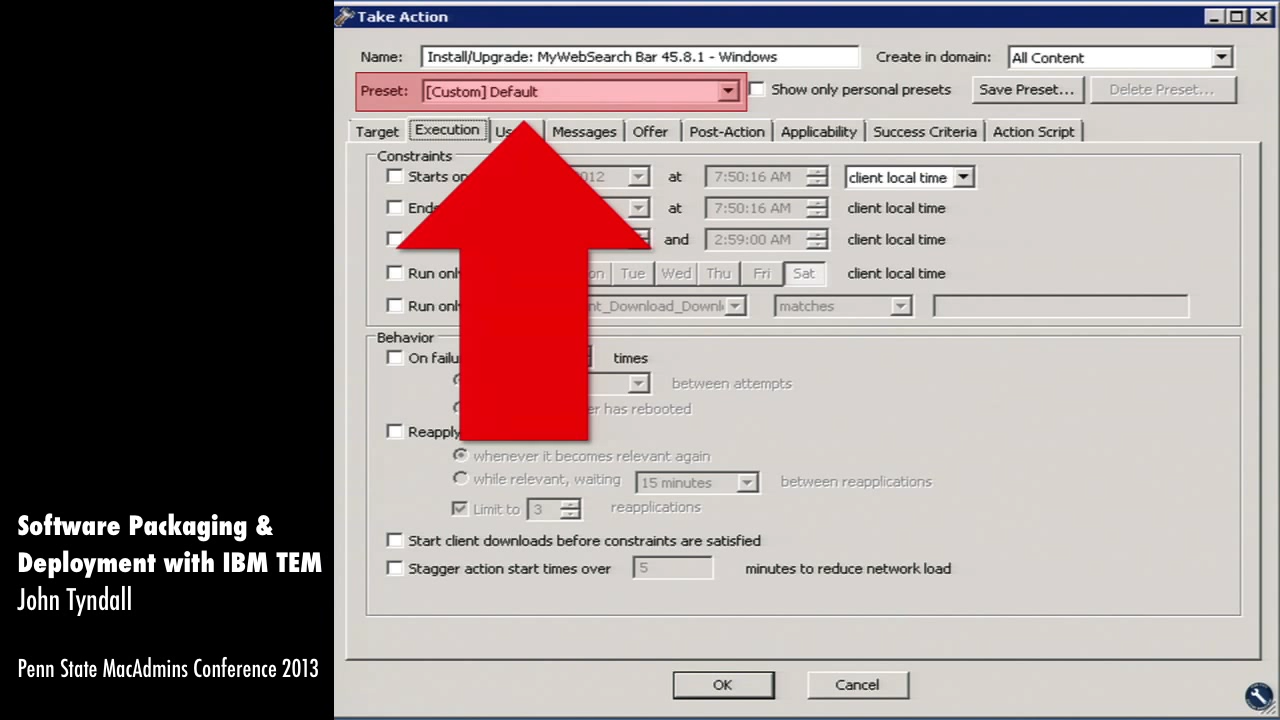 Take Action
Name: Install/Upgrade: MyWebSearch Bar 45.8.1 - Windows Create in domain: All Content
Preset: [Custom] Default Show only personal presets Save Preset... Delete Preset...
Target Execution Messages Offer Post-Action Applicability Success Criteria Action Script
Constraints
Starts at 7:50:16 AM client local time
Ends at 7:50:16 AM client local time
and 2:59:00 AM client local time
Run Tue Wed Thu Fri Sat client local time
Run matches
Behavior
On times
between attempts
has rebooted
Reapply
whenever it becomes relevant again
while relevant, waiting 15 minutes between reapplications
Limit to 3 reapplications
Start client downloads before constraints are satisfied
Stagger action start times over 5 minutes to reduce network load
OK Cancel
Software Packaging &
Deployment with IBM TEM
John Tyndall
Penn State MacAdmins Conference 2013